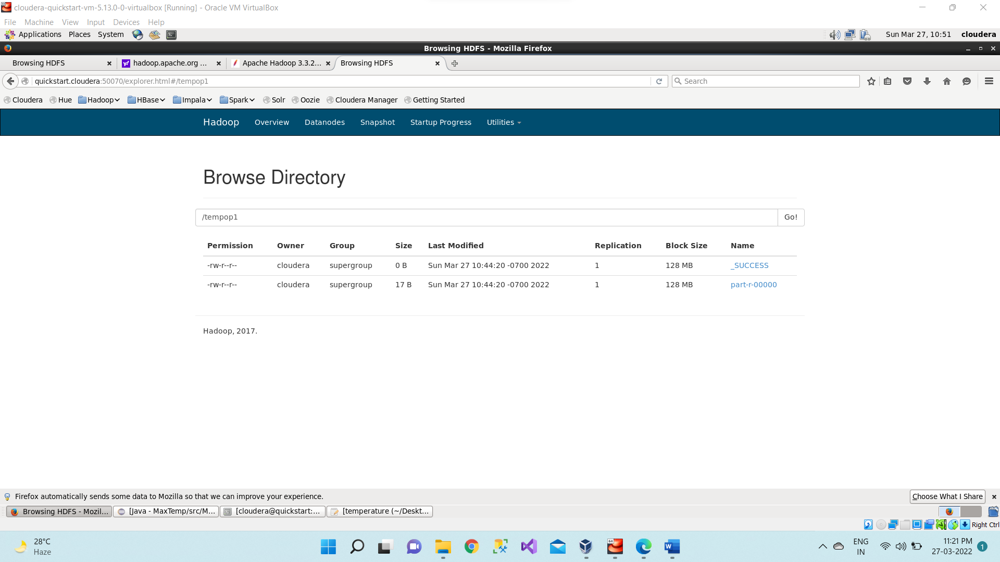 cloudera-quickstart-vm-5.13.0-0-virtualbox [Running] - Oracle VM VirtualBox
File Machine View Input Devices Help
Applications Places System Sun Mar 27, 10:51 cloudera
Browsing HDFS - Mozilla Firefox
Browsing HDFS hadoop.apache.org ... Apache Hadoop 3.3.2... Browsing HDFS
quickstart.cloudera:50070/explorer.html#/tempop1 Search
Cloudera Hue Hadoop HBase Impala Spark Solr Oozie Cloudera Manager Getting Started
Hadoop Overview Datanodes Snapshot Startup Progress Utilities
Browse Directory
/tempop1 Go!
Permission Owner Group Size Last Modified Replication Block Size Name
-rw-r--r-- cloudera supergroup 0 B Sun Mar 27 10:44:20 -0700 2022 1 128 MB _SUCCESS
-rw-r--r-- cloudera supergroup 17 B Sun Mar 27 10:44:20 -0700 2022 1 128 MB part-r-00000
Hadoop, 2017.
Firefox automatically sends some data to Mozilla so that we can improve your experience. Choose What I Share
Browsing HDFS - Mozil... [Java - MaxTemp/src/M... [cloudera@quickstart:... [temperature (~/Deskt...
Right Ctrl
28°C
Haze
ENG
IN
11:21 PM
27-03-2022
1